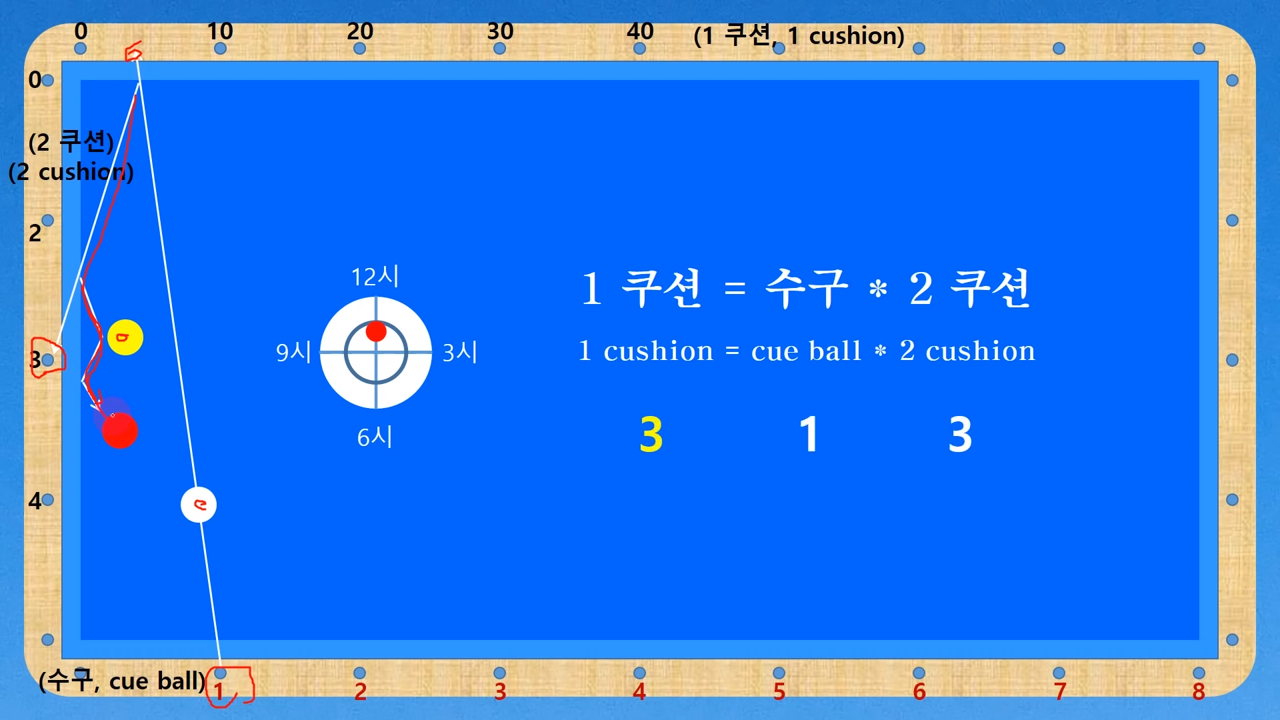 0 10 20 30 40 (1 쿠션, 1 cushion)
0
(2 쿠션)
(2 cushion)
2
3
4
12시
9시 3시
6시
1 쿠션 = 수구 * 2 쿠션
1 cushion = cue ball * 2 cushion
3 1 3
(수구, cue ball) 1 2 3 4 5 6 7 8